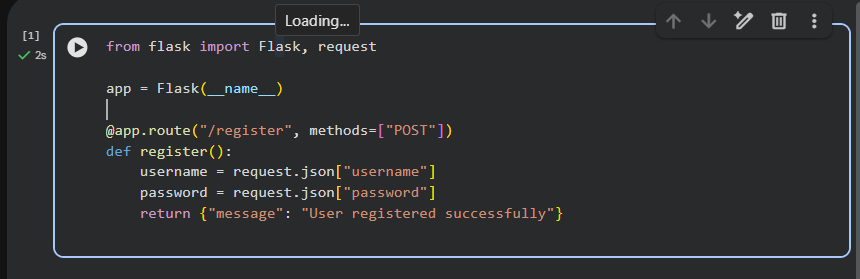 Loading...
[1]
2s
from flask import Flask, request
app = Flask(__name__)
@app.route("/register", methods=["POST"])
def register():
username = request.json["username"]
password = request.json["password"]
return {"message": "User registered successfully"}